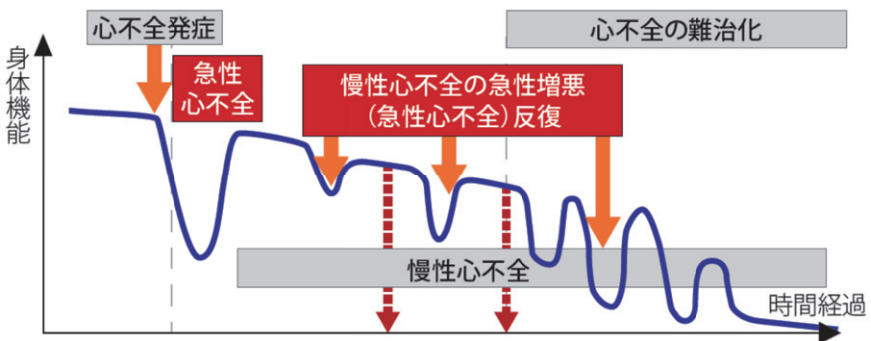 心不全発症
心不全の難治化
身体機能
急性
心不全
慢性心不全の急性増悪
(急性心不全)反復
慢性心不全
時間経過